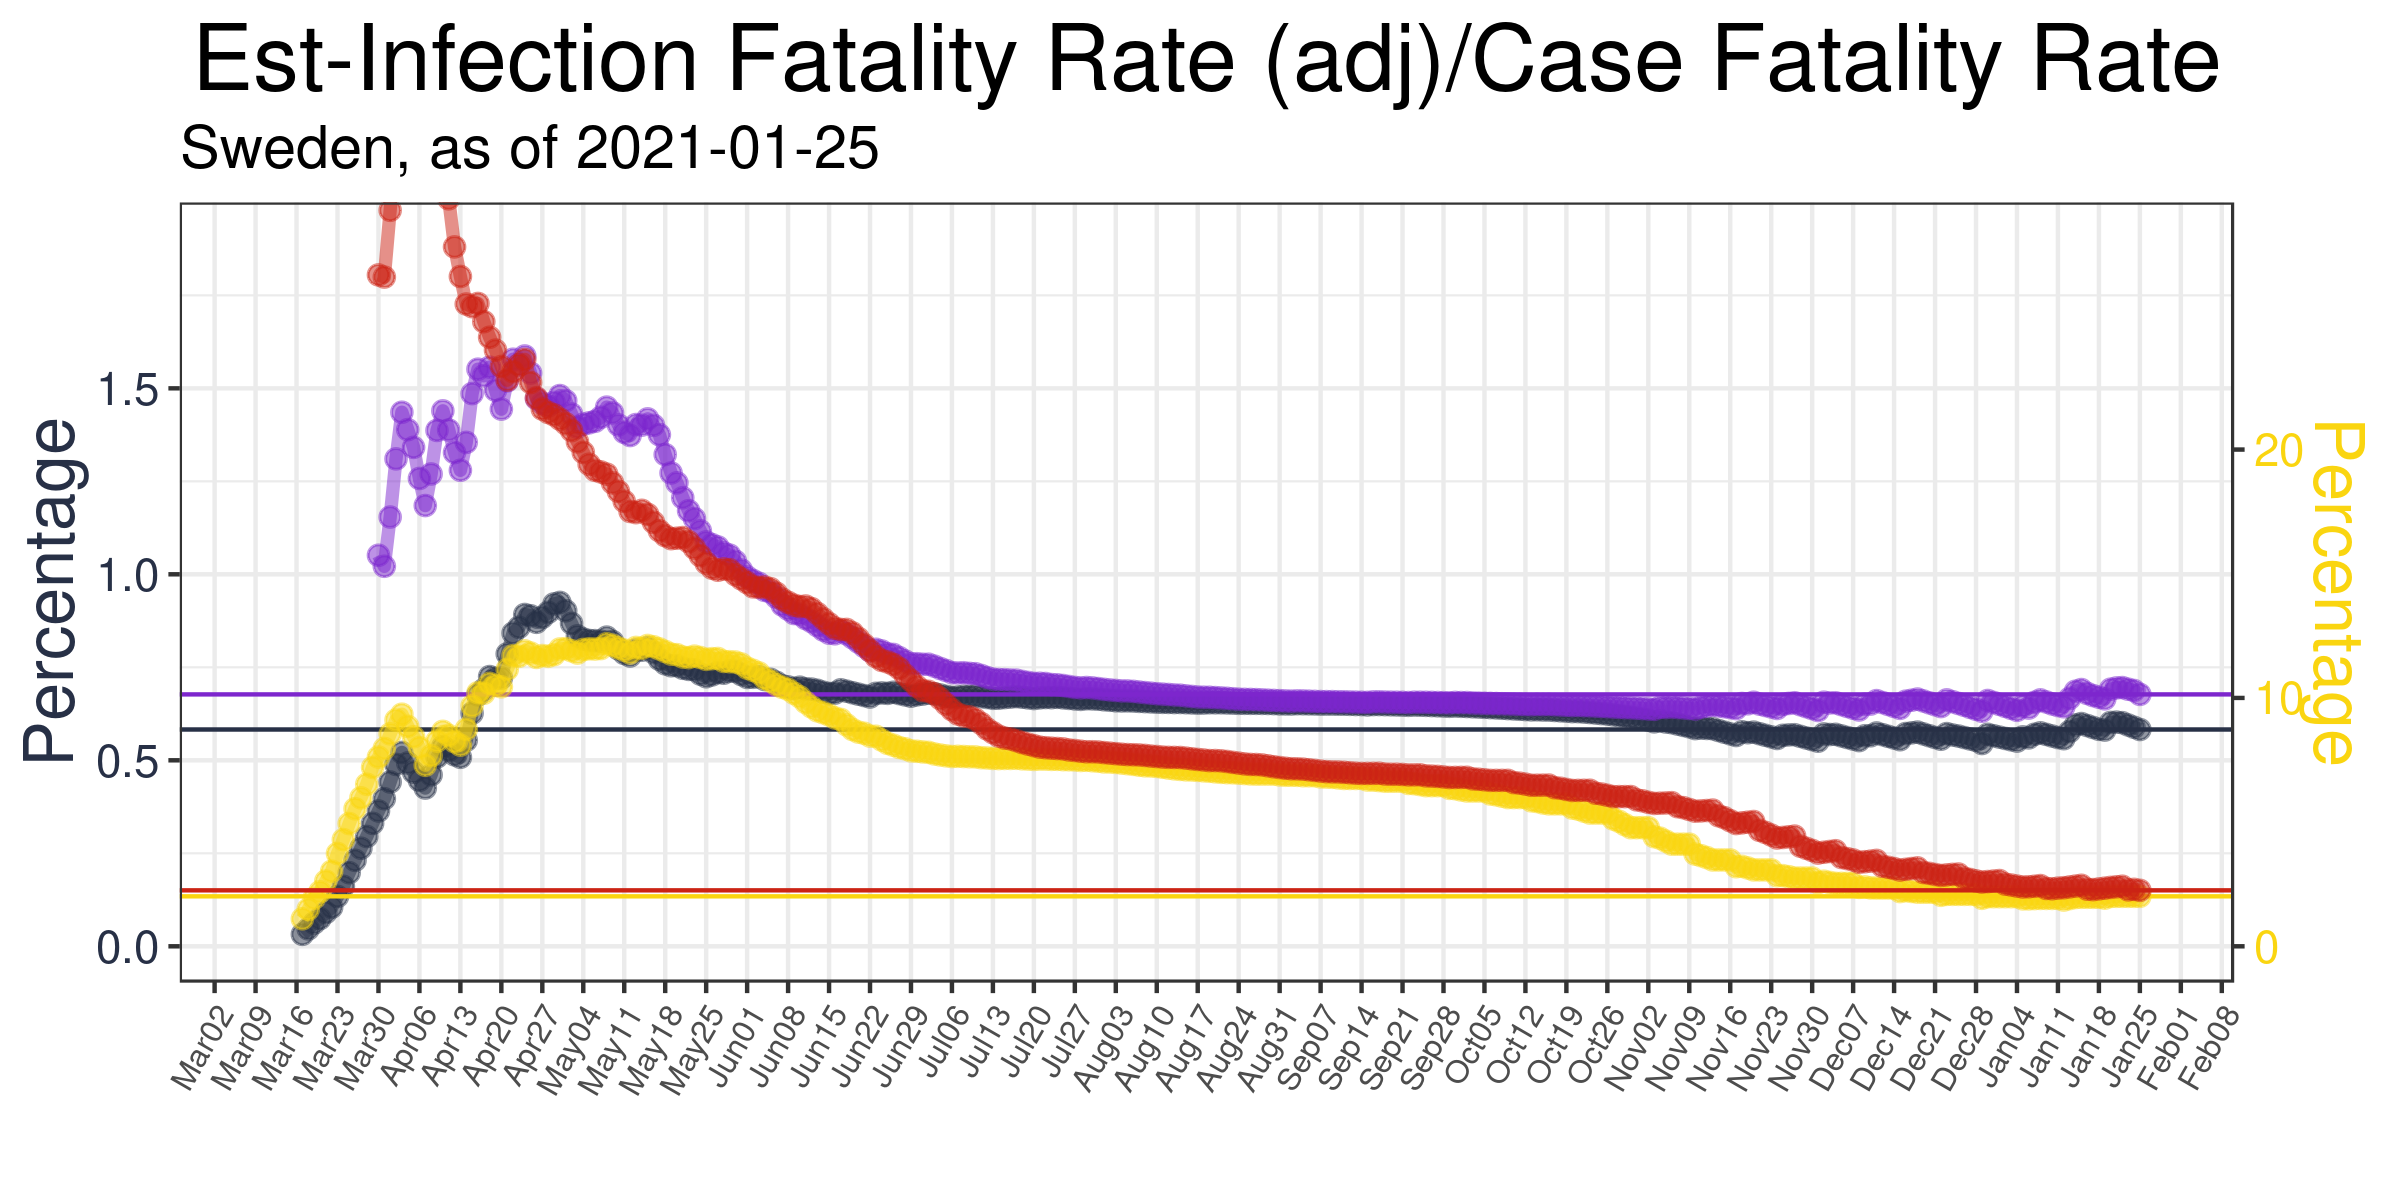 Est-Infection Fatality Rate (adj)/Case Fatality Rate
Sweden, as of 2021-01-25
Percentage
1.5
1.0
0.5
0.0
20
10
0
Percentage
Mar02
Mar09
Mar16
Mar23
Mar30
Apr06
Apr13
Apr20
Apr27
May04
May11
May18
May25
Jun01
Jun08
Jun15
Jun22
Jun29
Jul06
Jul13
Jul20
Jul27
Aug03
Aug10
Aug17
Aug24
Aug31
Sep07
Sep14
Sep21
Sep28
Oct05
Oct12
Oct19
Oct26
Nov02
Nov09
Nov16
Nov23
Nov30
Dec07
Dec14
Dec21
Dec28
Jan04
Jan11
Jan18
Jan25
Feb01
Feb08